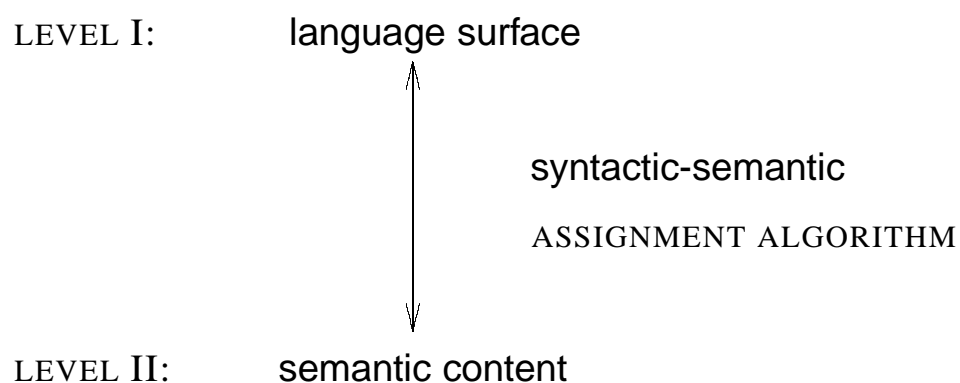 LEVEL I: language surface
syntactic-semantic
ASSIGNMENT ALGORITHM
LEVEL II: semantic content